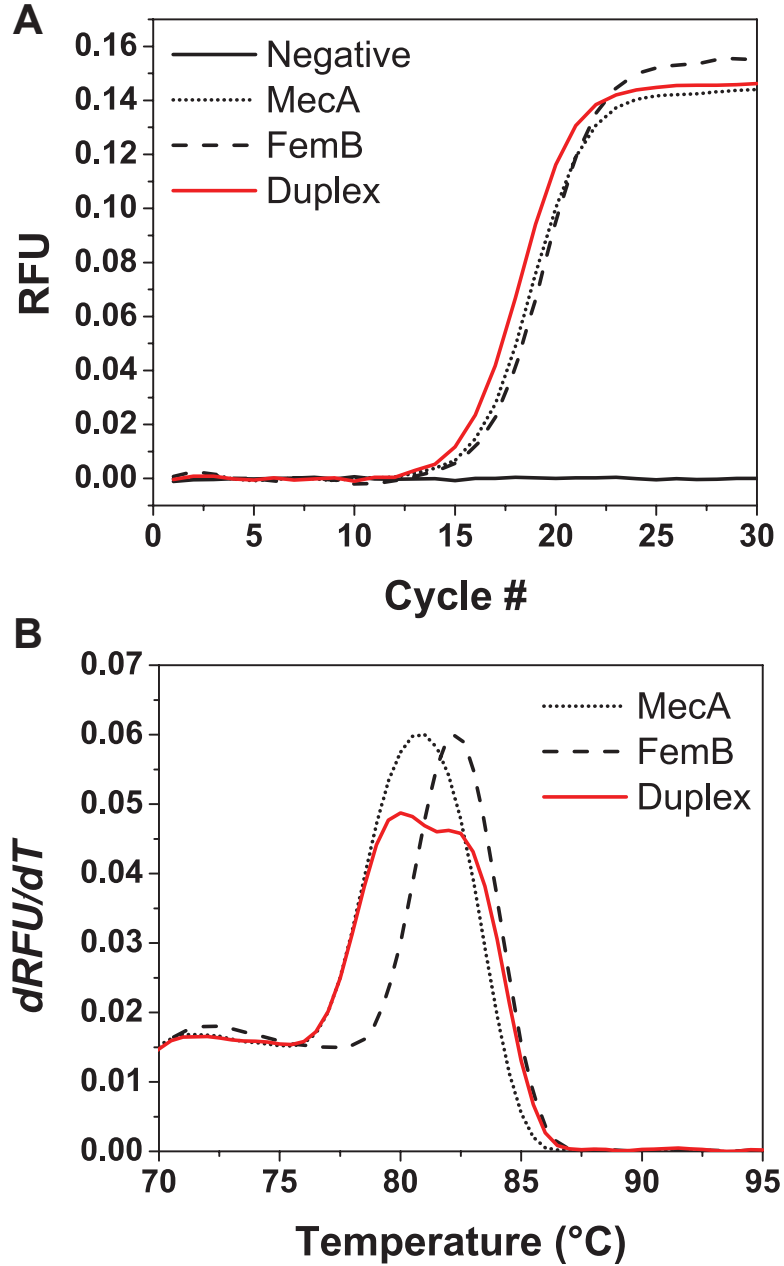 A
0.16
0.14
0.12
0.10
0.08
0.06
0.04
0.02
0.00
RFU
Negative
MecA
FemB
Duplex
0
5
10
15
20
25
30
Cycle #
B
0.07
0.06
0.05
0.04
0.03
0.02
0.01
0.00
dRFU/dT
MecA
FemB
Duplex
70
75
80
85
90
95
Temperature (°C)